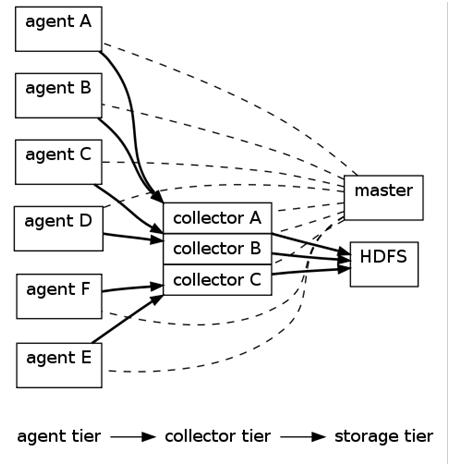 agent A
agent B
agent C
agent D
agent F
agent E
collector A
collector B
collector C
master
HDFS
agent tier
collector tier
storage tier